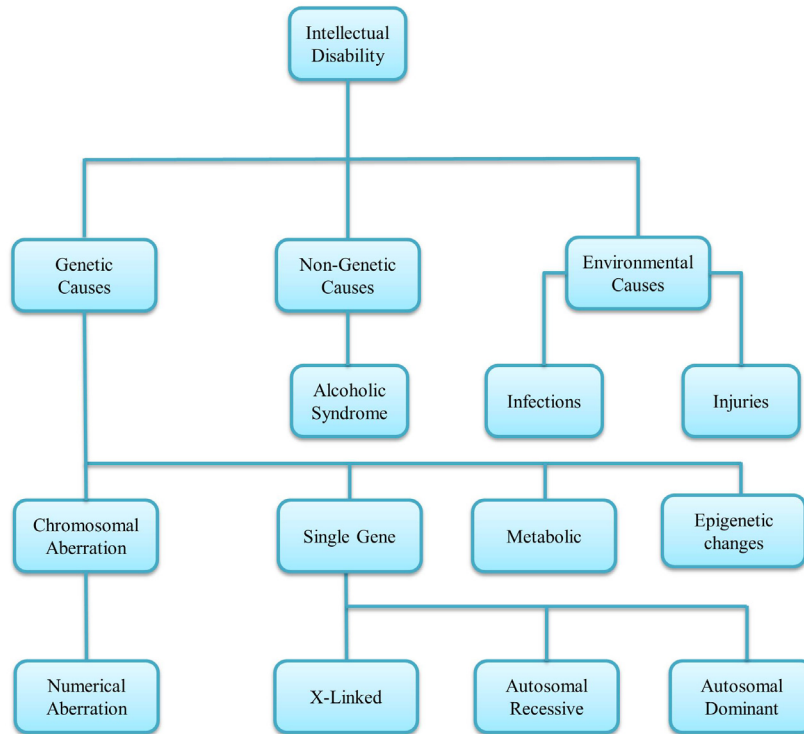 Intellectual
Disability
Genetic
Causes
Non-Genetic
Causes
Environmental
Causes
Alcoholic
Syndrome
Infections
Injuries
Chromosomal
Aberration
Single Gene
Metabolic
Epigenetic
changes
Numerical
Aberration
X-Linked
Autosomal
Recessive
Autosomal
Dominant